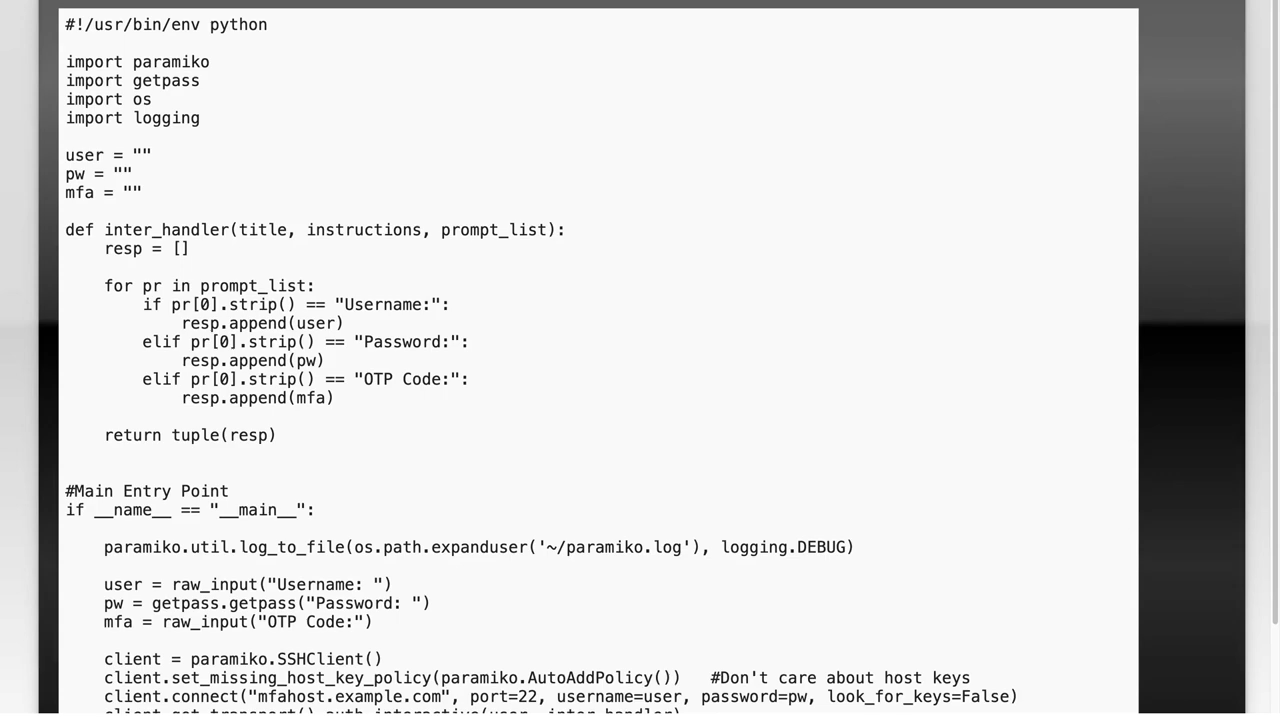 #!/usr/bin/env python
import paramiko
import getpass
import os
import logging
user = ""
pw = ""
mfa = ""
def inter_handler(title, instructions, prompt_list):
    resp = []
    for pr in prompt_list:
        if pr[0].strip() == "Username:":
            resp.append(user)
        elif pr[0].strip() == "Password:":
            resp.append(pw)
        elif pr[0].strip() == "OTP Code:":
            resp.append(mfa)
    return tuple(resp)
#Main Entry Point
if __name__ == "__main__":
    paramiko.util.log_to_file(os.path.expanduser('~/paramiko.log'), logging.DEBUG)
    user = raw_input("Username: ")
    pw = getpass.getpass("Password: ")
    mfa = raw_input("OTP Code:")
    client = paramiko.SSHClient()
    client.set_missing_host_key_policy(paramiko.AutoAddPolicy())   #Don't care about host keys
    client.connect("mfahost.example.com", port=22, username=user, password=pw, look_for_keys=False)
    client.get_transport().auth_interactive(user, inter_handler)